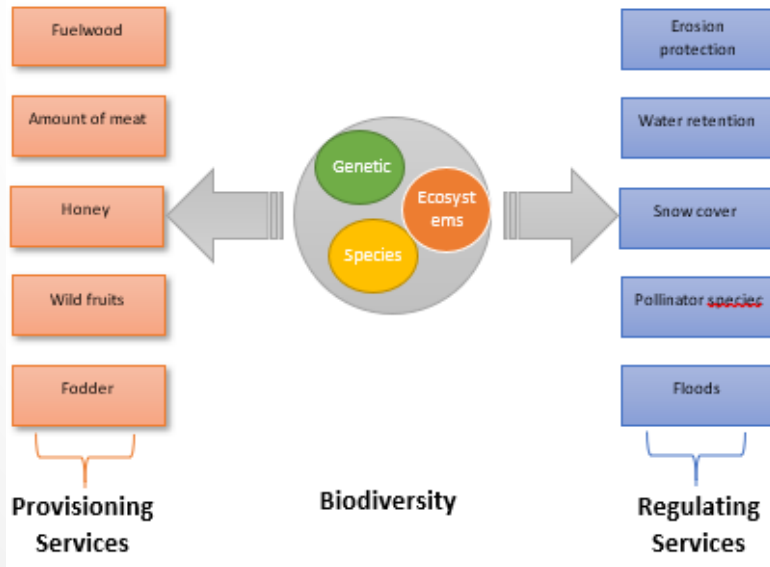 Fuelwood
Amount of meat
Honey
Wild fruits
Fodder
Provisioning
Services
Genetic
Ecosyst
ems
Species
Biodiversity
Erosion
protection
Water retention
Snow cover
Pollinator species
Floods
Regulating
Services